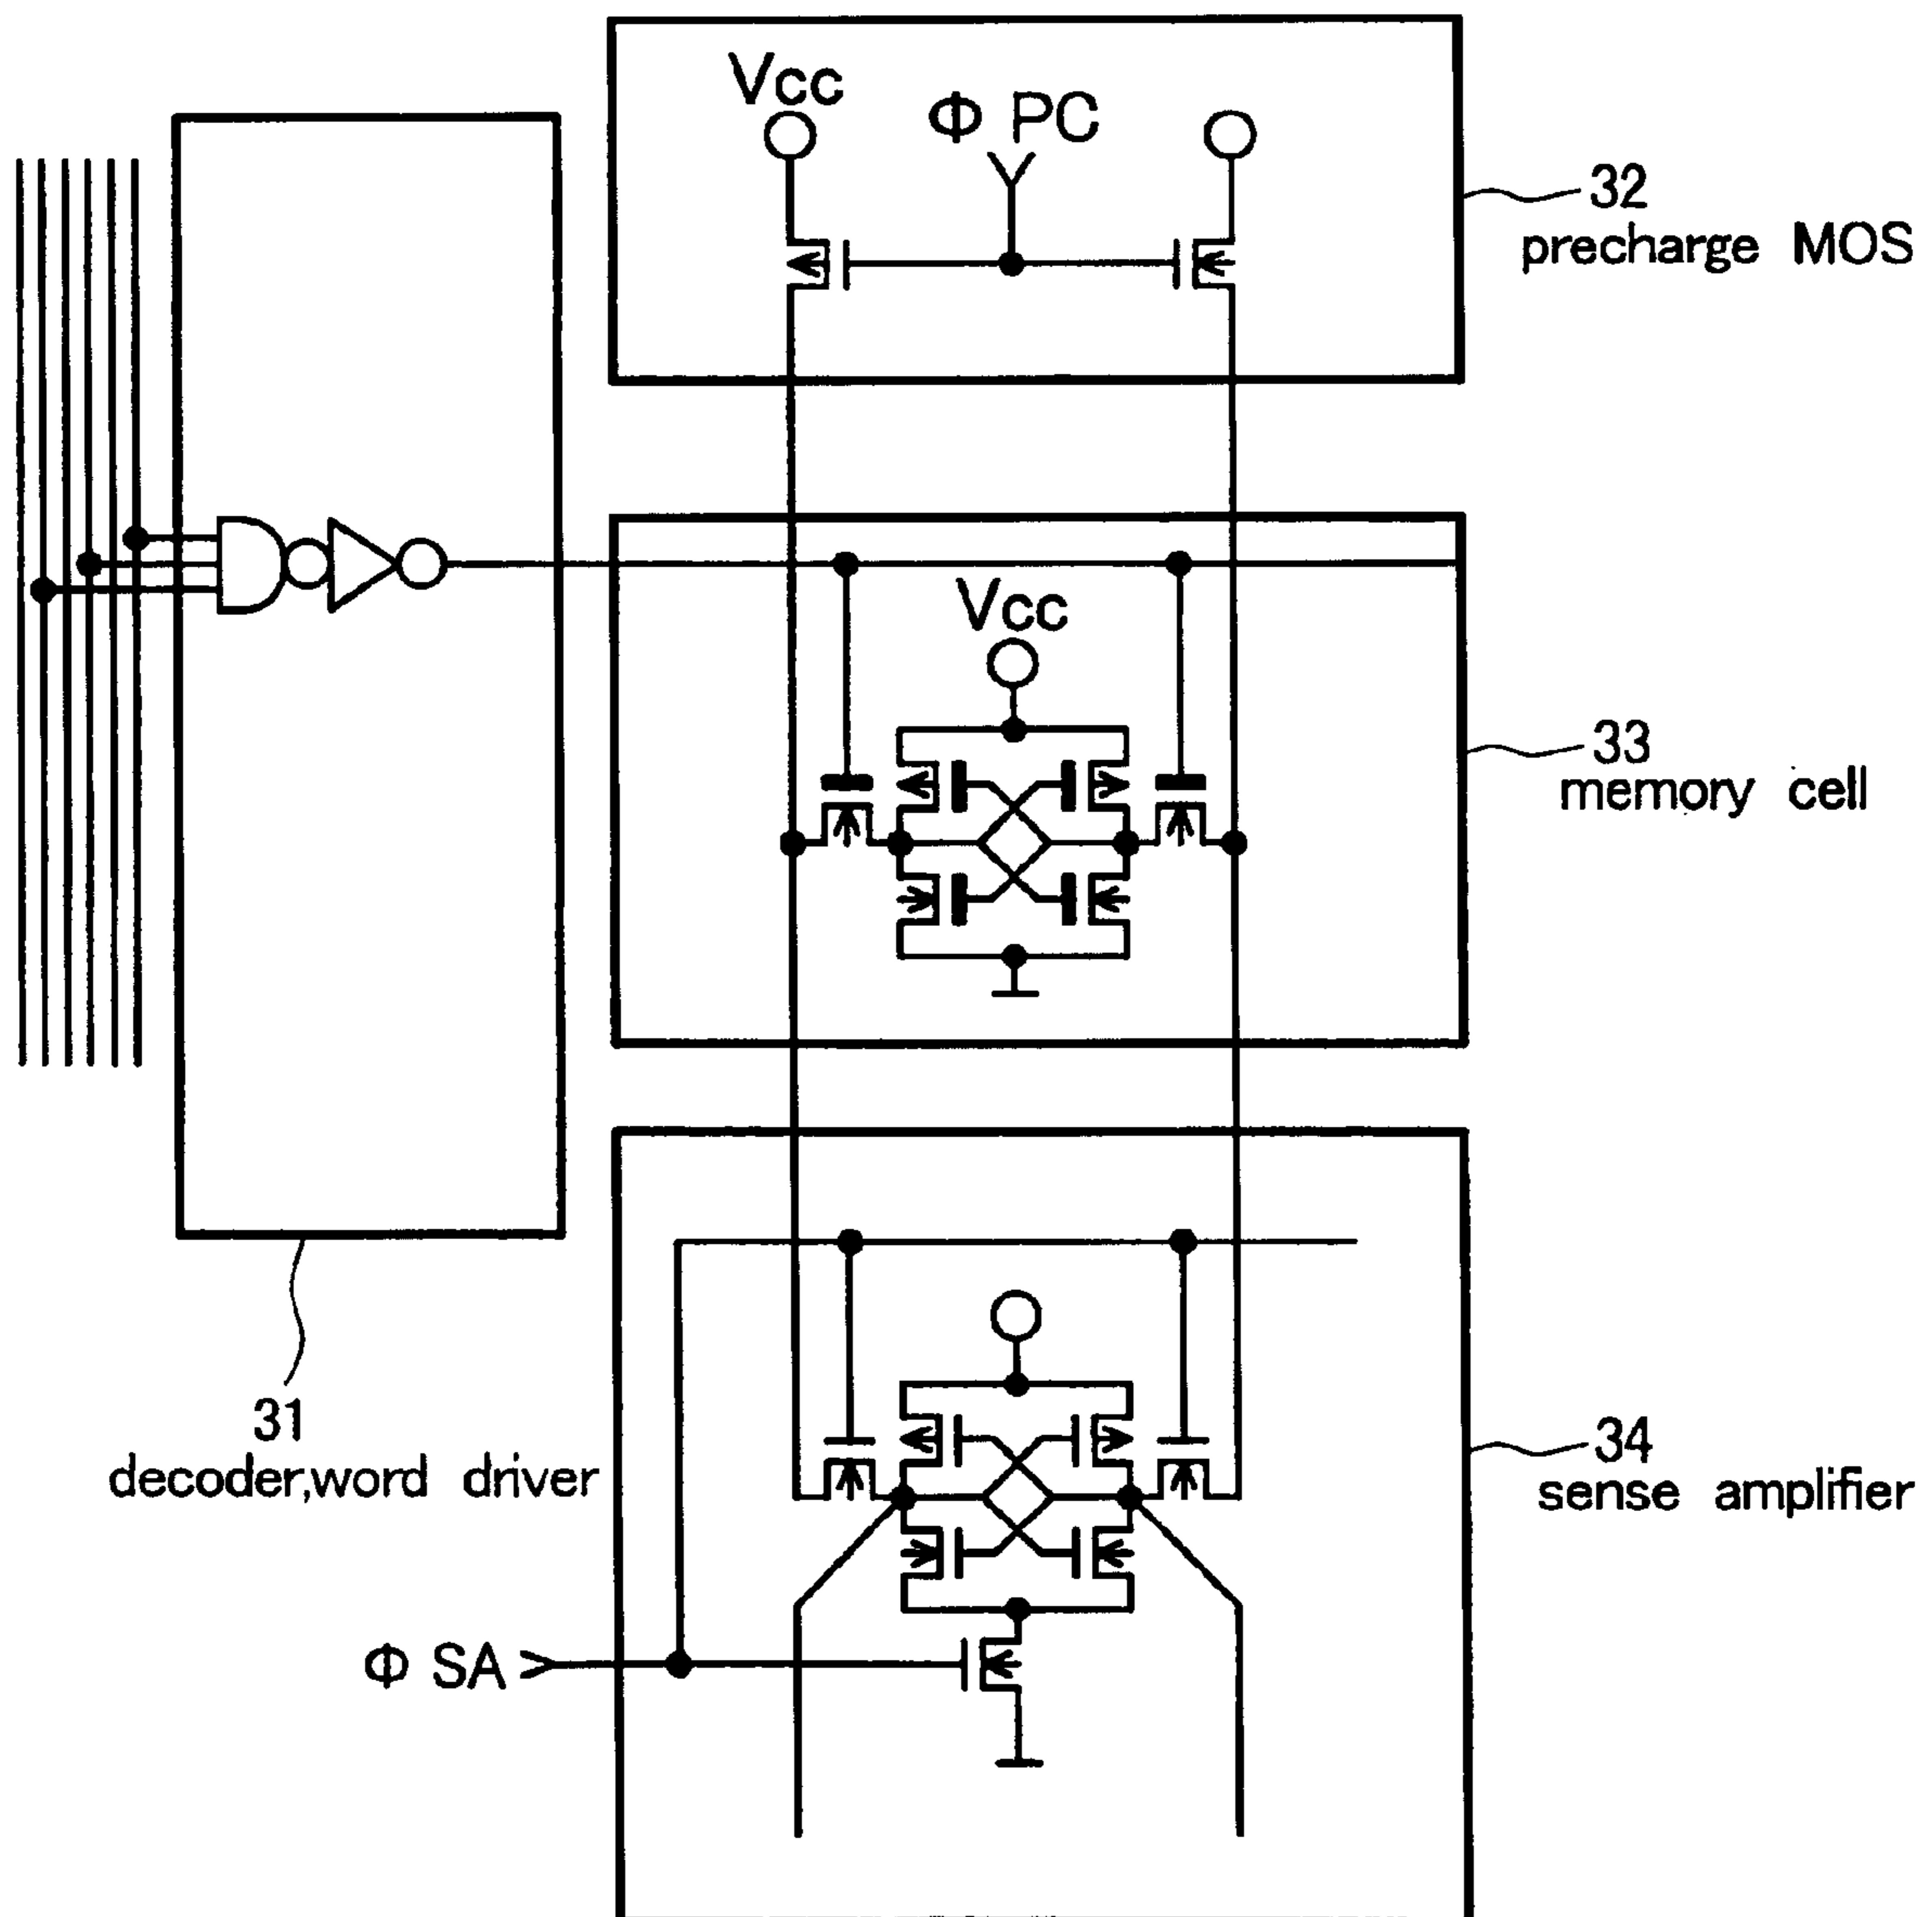 Vcc
Φ PC
32
precharge MOS
Vcc
33
memory cell
31
decoder,word driver
34
sense amplifier
Φ SA